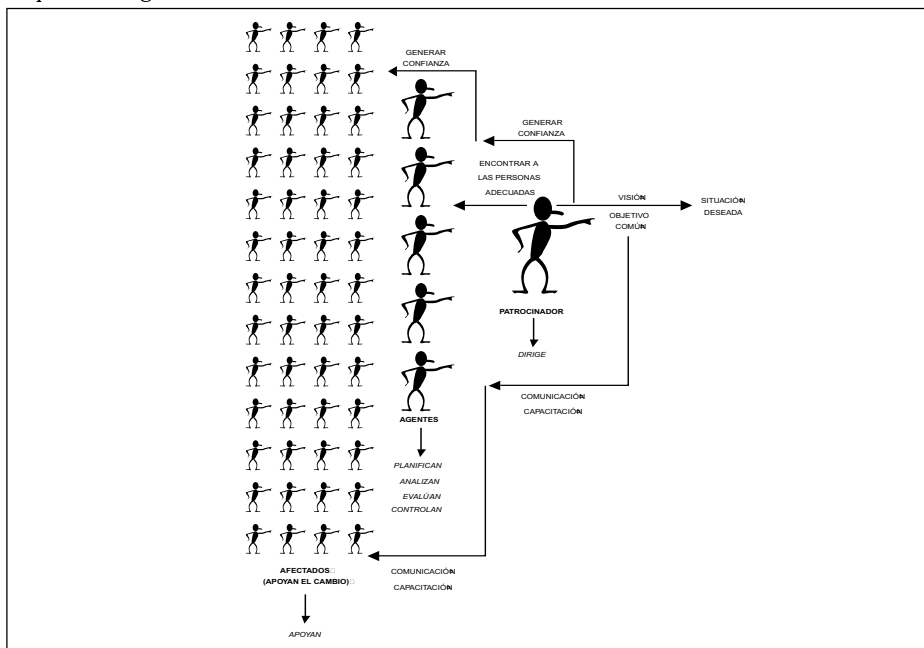 GENERAR
CONFIANZA
GENERAR
CONFIANZA
ENCONTRAR A
LAS PERSONAS
ADECUADAS
VISIÓN
SITUACIÓN
DESEADA
OBJETIVO
COMÚN
PATROCINADOR
DIRIGE
COMUNICACIÓN
CAPACITACIÓN
AGENTES
PLANIFICAN
ANALIZAN
EVALÚAN
CONTROLAN
AFECTADOS
(APOYAN EL CAMBIO)
COMUNICACIÓN
CAPACITACIÓN
APOYAN